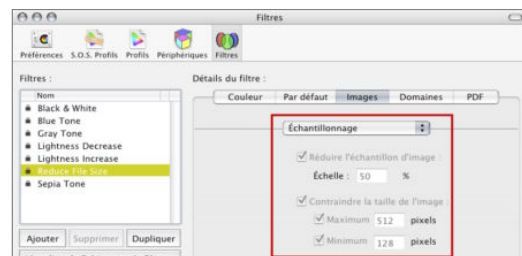 Filtres
Préférences S.O.S. Profils Profils Périphériques Filtres
Filtres :
Nom
Black & White
Blue Tone
Gray Tone
Lightness Decrease
Lightness Increase
Reduce File Size
Sepia Tone
Ajouter Supprimer Dupliquer
Détails du filtre :
Couleur Par défaut Images Domaines PDF
Échantillonnage
Réduire l'échantillon d'image :
Échelle : 50 %
Contraindre la taille de l'image :
Maximum 512 pixels
Minimum 128 pixels